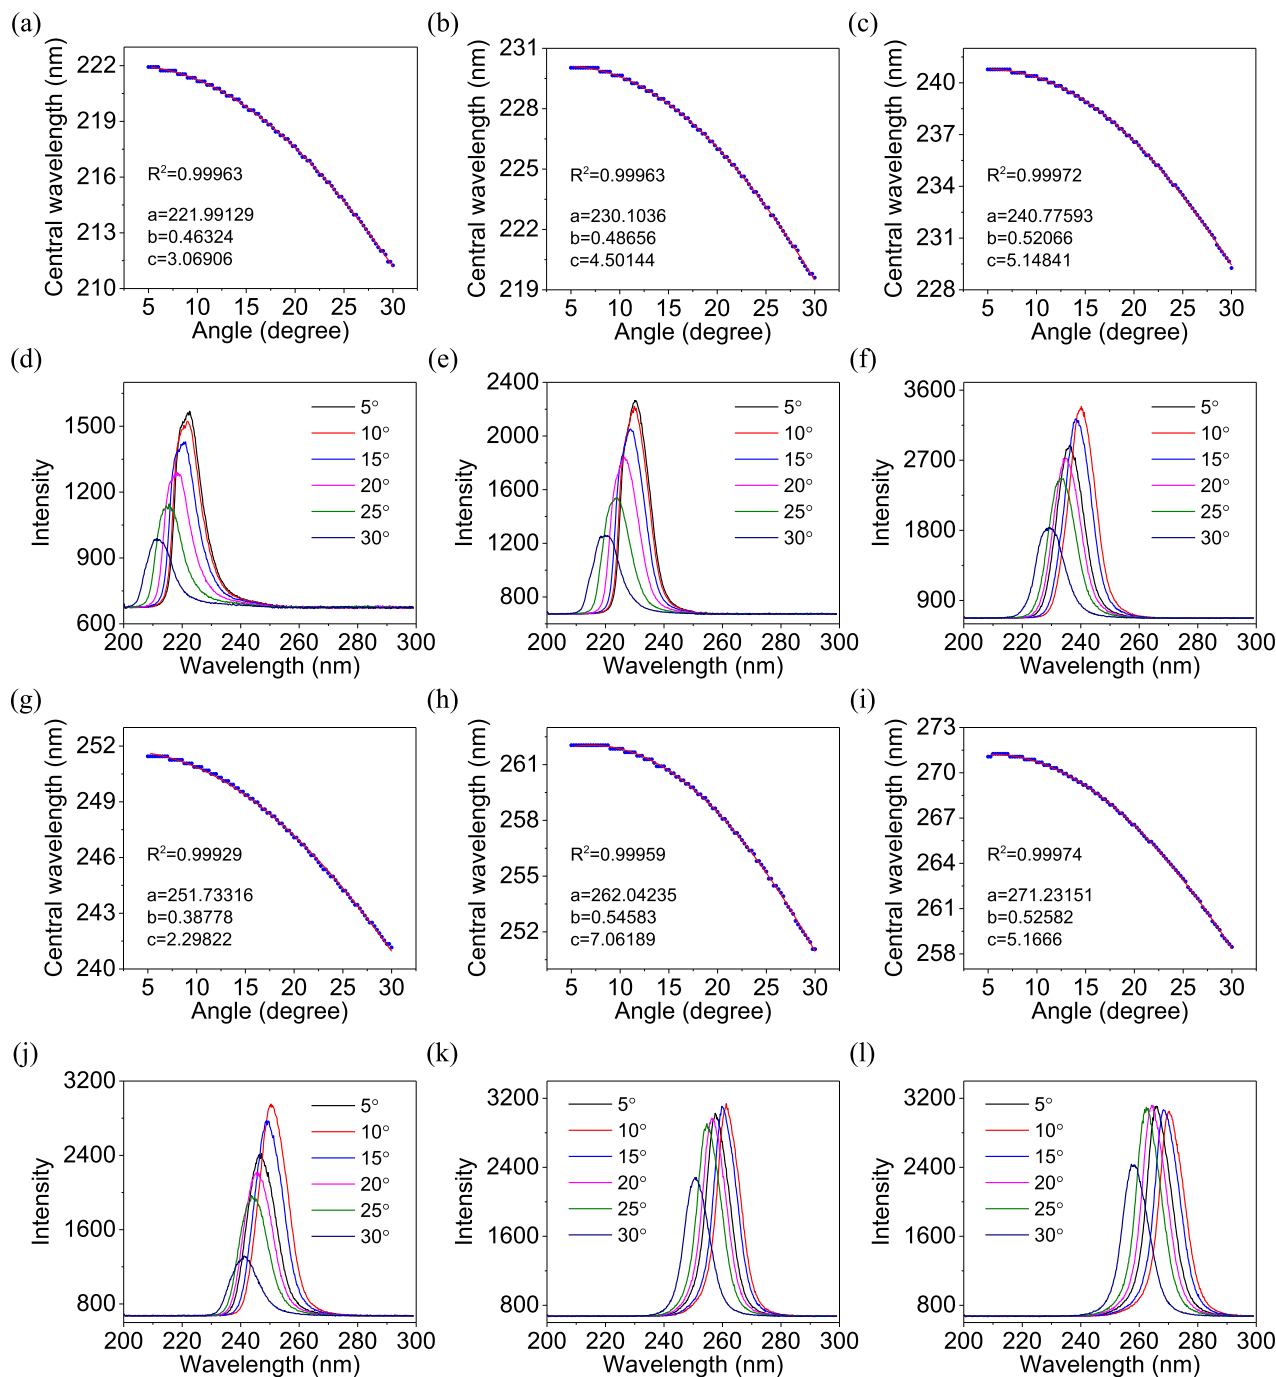 (a)
Central wavelength (nm)
222
219
216
213
210
R²=0.99963
a=221.99129
b=0.46324
c=3.06906
5 10 15 20 25 30
Angle (degree)
(b)
Central wavelength (nm)
231
228
225
222
219
R²=0.99963
a=230.1036
b=0.48656
c=4.50144
5 10 15 20 25 30
Angle (degree)
(c)
Central wavelength (nm)
240
237
234
231
228
R²=0.99972
a=240.77593
b=0.52066
c=5.14841
5 10 15 20 25 30
Angle (degree)
(d)
Intensity
1500
1200
900
600
5°
10°
15°
20°
25°
30°
200 220 240 260 280 300
Wavelength (nm)
(e)
Intensity
2400
2000
1600
1200
800
5°
10°
15°
20°
25°
30°
200 220 240 260 280 300
Wavelength (nm)
(f)
Intensity
3600
2700
1800
900
5°
10°
15°
20°
25°
30°
200 220 240 260 280 300
Wavelength (nm)
(g)
Central wavelength (nm)
252
249
246
243
240
R²=0.99929
a=251.73316
b=0.38778
c=2.29822
5 10 15 20 25 30
Angle (degree)
(h)
Central wavelength (nm)
261
258
255
252
R²=0.99959
a=262.04235
b=0.54583
c=7.06189
5 10 15 20 25 30
Angle (degree)
(i)
Central wavelength (nm)
273
270
267
264
261
258
R²=0.99974
a=271.23151
b=0.52582
c=5.1666
5 10 15 20 25 30
Angle (degree)
(j)
Intensity
3200
2400
1600
800
5°
10°
15°
20°
25°
30°
200 220 240 260 280 300
Wavelength (nm)
(k)
Intensity
3200
2400
1600
800
5°
10°
15°
20°
25°
30°
200 220 240 260 280 300
Wavelength (nm)
(l)
Intensity
3200
2400
1600
800
5°
10°
15°
20°
25°
30°
200 220 240 260 280 300
Wavelength (nm)